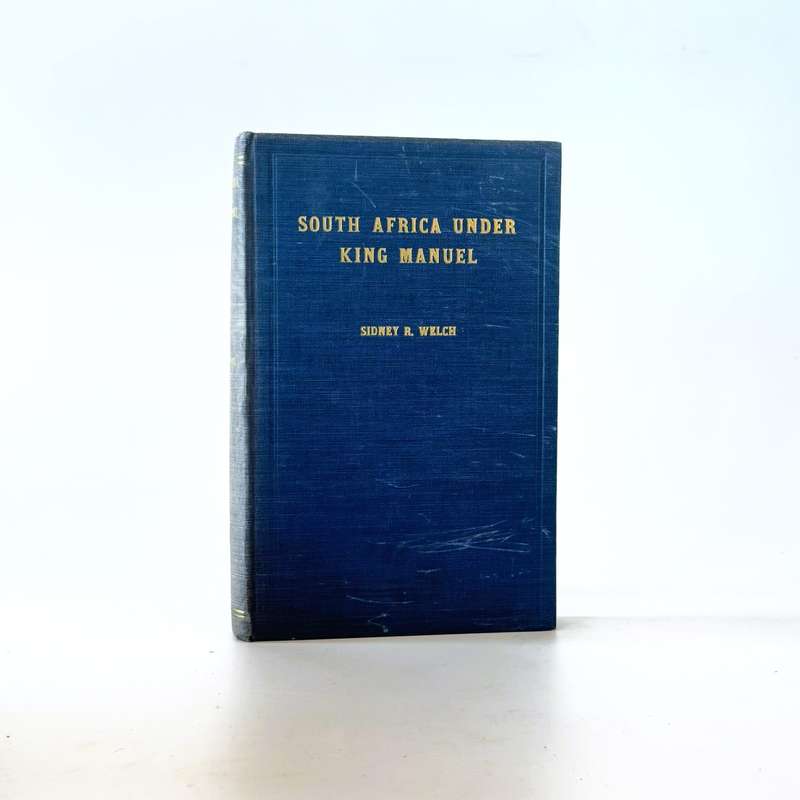 SOUTH AFRICA UNDER
KING MANUEL
SIDNEY R. WELCH